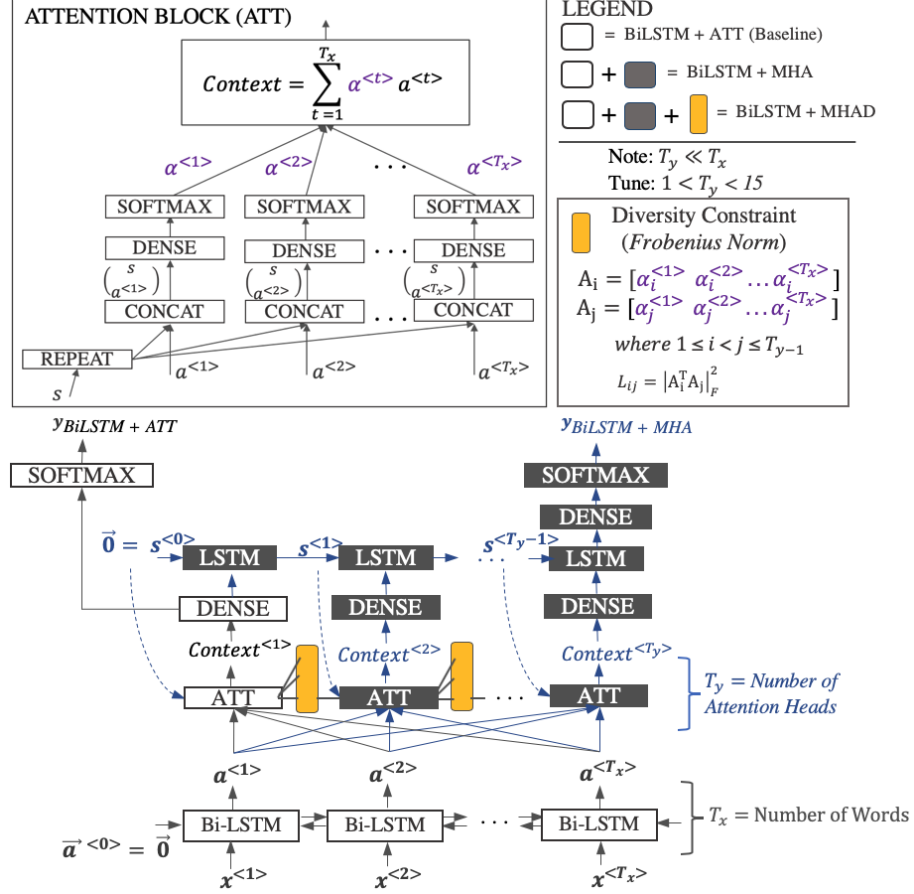 ATTENTION BLOCK (ATT)
Context = ∑_{t=1}^{T_x} α^{<t>} a^{<t>}
α^{<1>} α^{<2>} . . . α^{<T_x>}
SOFTMAX SOFTMAX SOFTMAX
DENSE DENSE . . . DENSE
(s a^{<1>}) (s a^{<2>}) (s a^{<T_x>})
CONCAT CONCAT . . . CONCAT
REPEAT
a^{<1>} a^{<2>} a^{<T_x>}
s
LEGEND
= BiLSTM + ATT (Baseline)
+ = BiLSTM + MHA
+ + = BiLSTM + MHAD
Note: T_y ≪ T_x
Tune: 1 < T_y < 15
Diversity Constraint
(Frobenius Norm)
A_i = [α_i^{<1>} α_i^{<2>} ... α_i^{<T_x>}]
A_j = [α_j^{<1>} α_j^{<2>} ... α_j^{<T_x>}]
where 1 ≤ i < j ≤ T_{y−1}
L_{ij} = |A_i^T A_j|_F^2
y_{BiLSTM + ATT} y_{BiLSTM + MHA}
SOFTMAX SOFTMAX
DENSE
0⃗ = s^{<0>} s^{<1>} s^{<T_y−1>}
LSTM LSTM . . . LSTM
DENSE DENSE DENSE
Context^{<1>} Context^{<2>} Context^{<T_y>}
ATT ATT . . . ATT
T_y = Number of
Attention Heads
a^{<1>} a^{<2>} a^{<T_x>}
Bi-LSTM Bi-LSTM . . . Bi-LSTM
T_x = Number of Words
a⃗^{<0>} = 0⃗
x^{<1>} x^{<2>} x^{<T_x>}